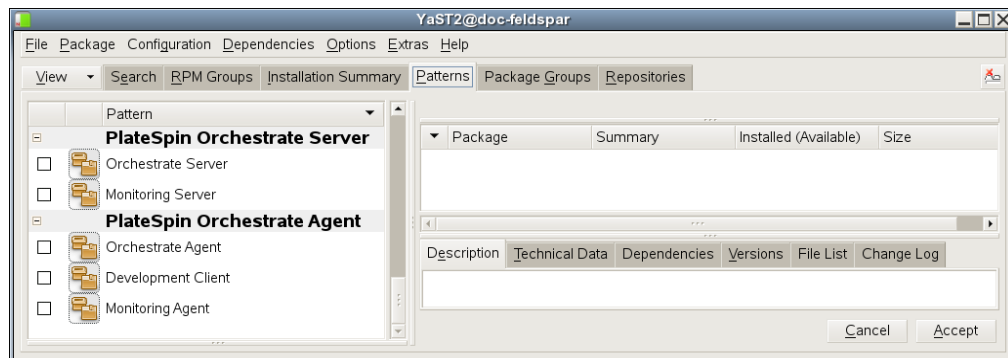 YaST2@doc-feldspar
File Package Configuration Dependencies Options Extras Help
View Search RPM Groups Installation Summary Patterns Package Groups Repositories
Pattern
PlateSpin Orchestrate Server
Orchestrate Server
Monitoring Server
PlateSpin Orchestrate Agent
Orchestrate Agent
Development Client
Monitoring Agent
Package Summary Installed (Available) Size
Description Technical Data Dependencies Versions File List Change Log
Cancel Accept